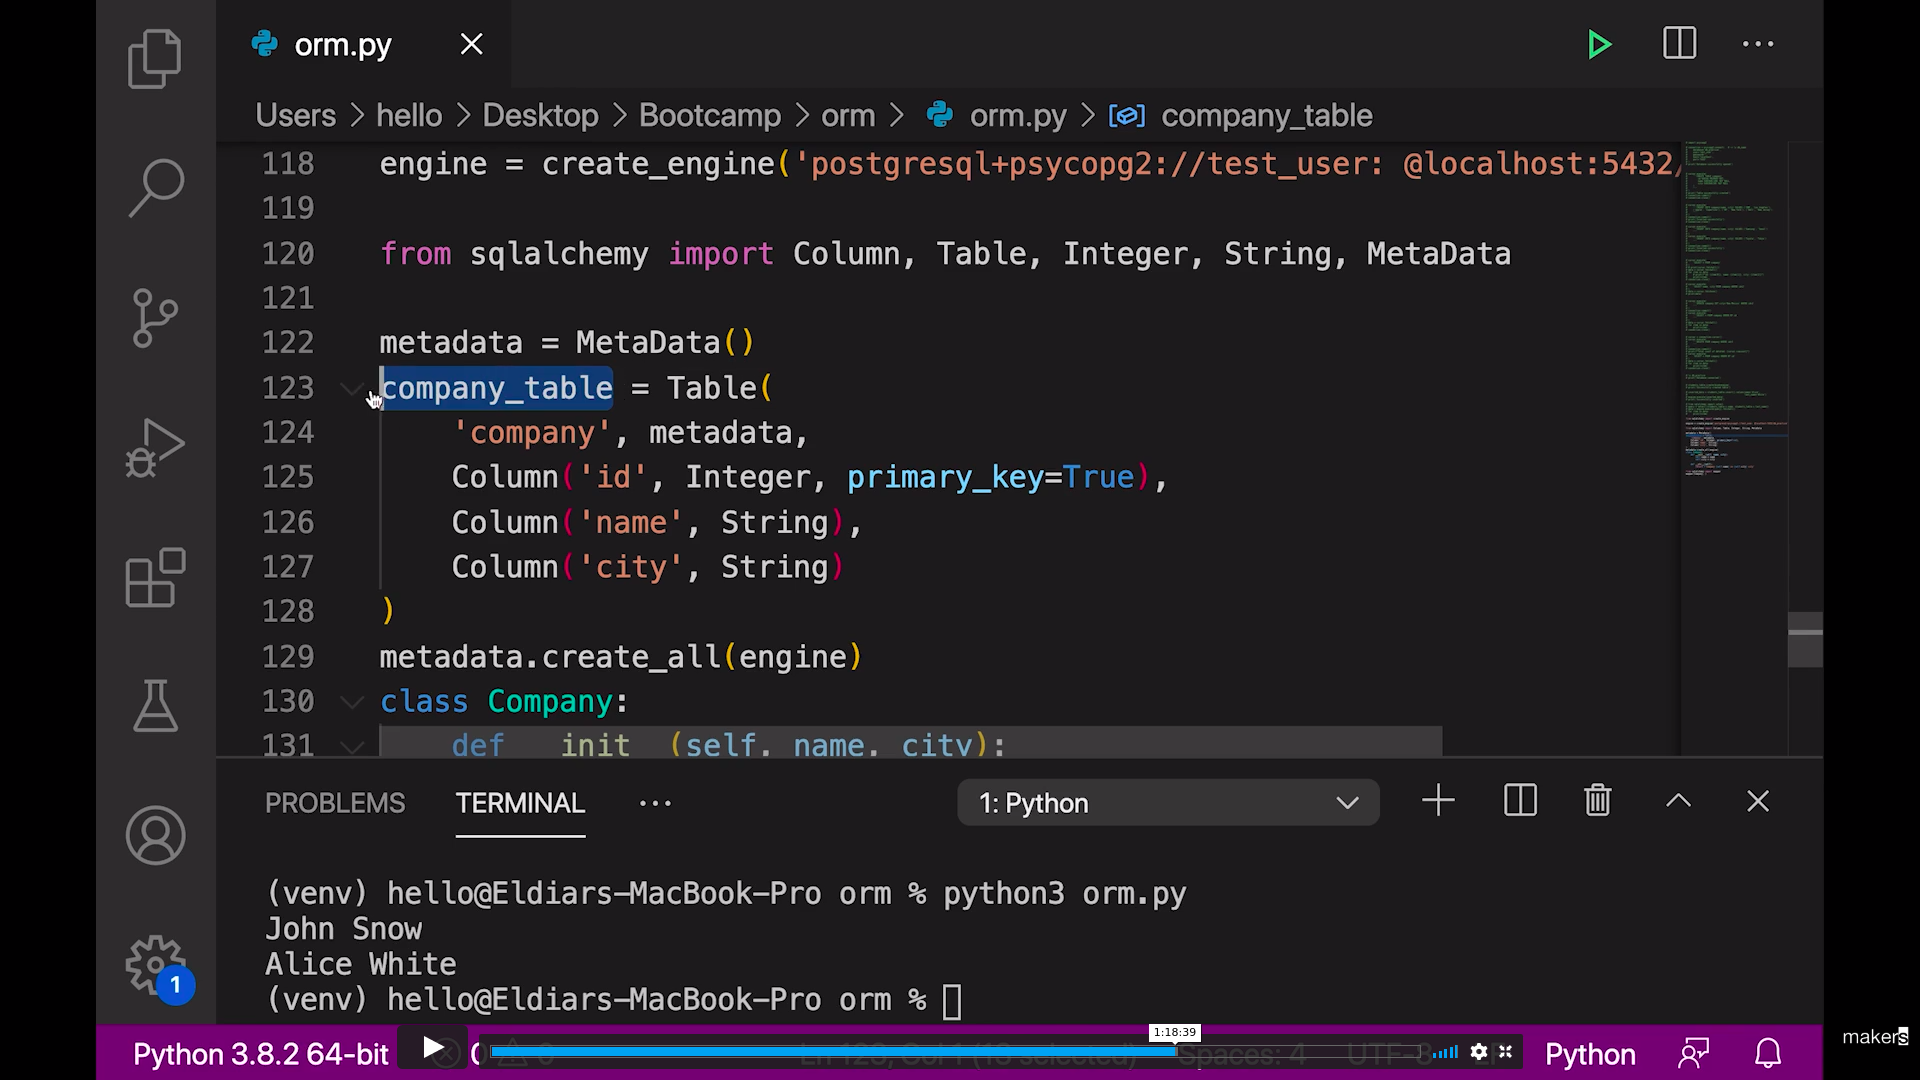 orm.py
Users > hello > Desktop > Bootcamp > orm > orm.py > company_table
118 engine = create_engine('postgresql+psycopg2://test_user: @localhost:5432/
119
120 from sqlalchemy import Column, Table, Integer, String, MetaData
121
122 metadata = MetaData()
123 company_table = Table(
124 'company', metadata,
125 Column('id', Integer, primary_key=True),
126 Column('name', String),
127 Column('city', String)
128 )
129 metadata.create_all(engine)
130 class Company:
131 def __init__(self, name, city):
PROBLEMS TERMINAL ... 1: Python
(venv) hello@Eldiars-MacBook-Pro orm % python3 orm.py
John Snow
Alice White
(venv) hello@Eldiars-MacBook-Pro orm %
1
1:18:39
makers
Python 3.8.2 64-bit 0 0 Ln 123, Col 1 (13 selected) Spaces: 4 UTF-8 LF Python